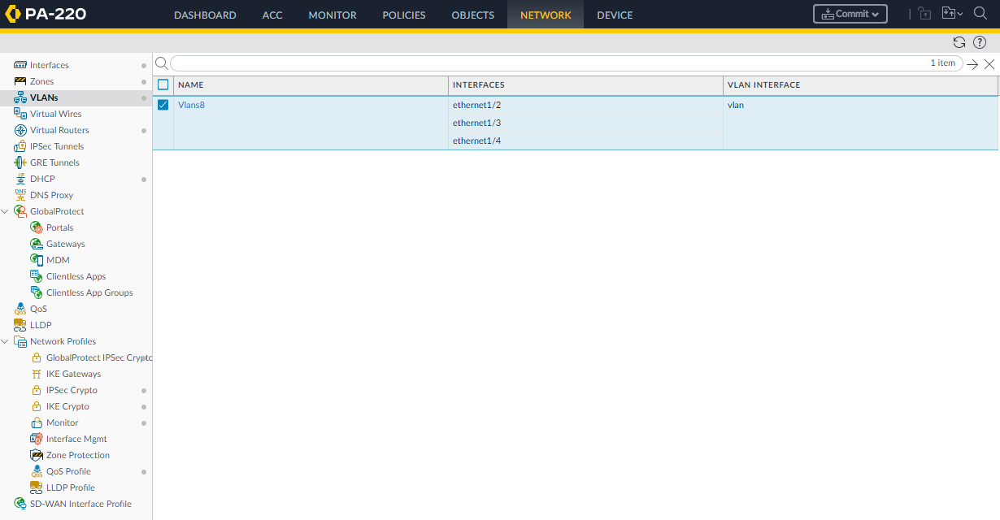 PA-220
DASHBOARD ACC MONITOR POLICIES OBJECTS NETWORK DEVICE
Commit
1 item
Interfaces
Zones
VLANs
Virtual Wires
Virtual Routers
IPSec Tunnels
GRE Tunnels
DHCP
DNS Proxy
GlobalProtect
Portals
Gateways
MDM
Clientless Apps
Clientless App Groups
QoS
LLDP
Network Profiles
GlobalProtect IPSec Crypto
IKE Gateways
IPSec Crypto
IKE Crypto
Monitor
Interface Mgmt
Zone Protection
QoS Profile
LLDP Profile
SD-WAN Interface Profile
NAME INTERFACES VLAN INTERFACE
Vlans8 ethernet1/2 vlan
ethernet1/3
ethernet1/4